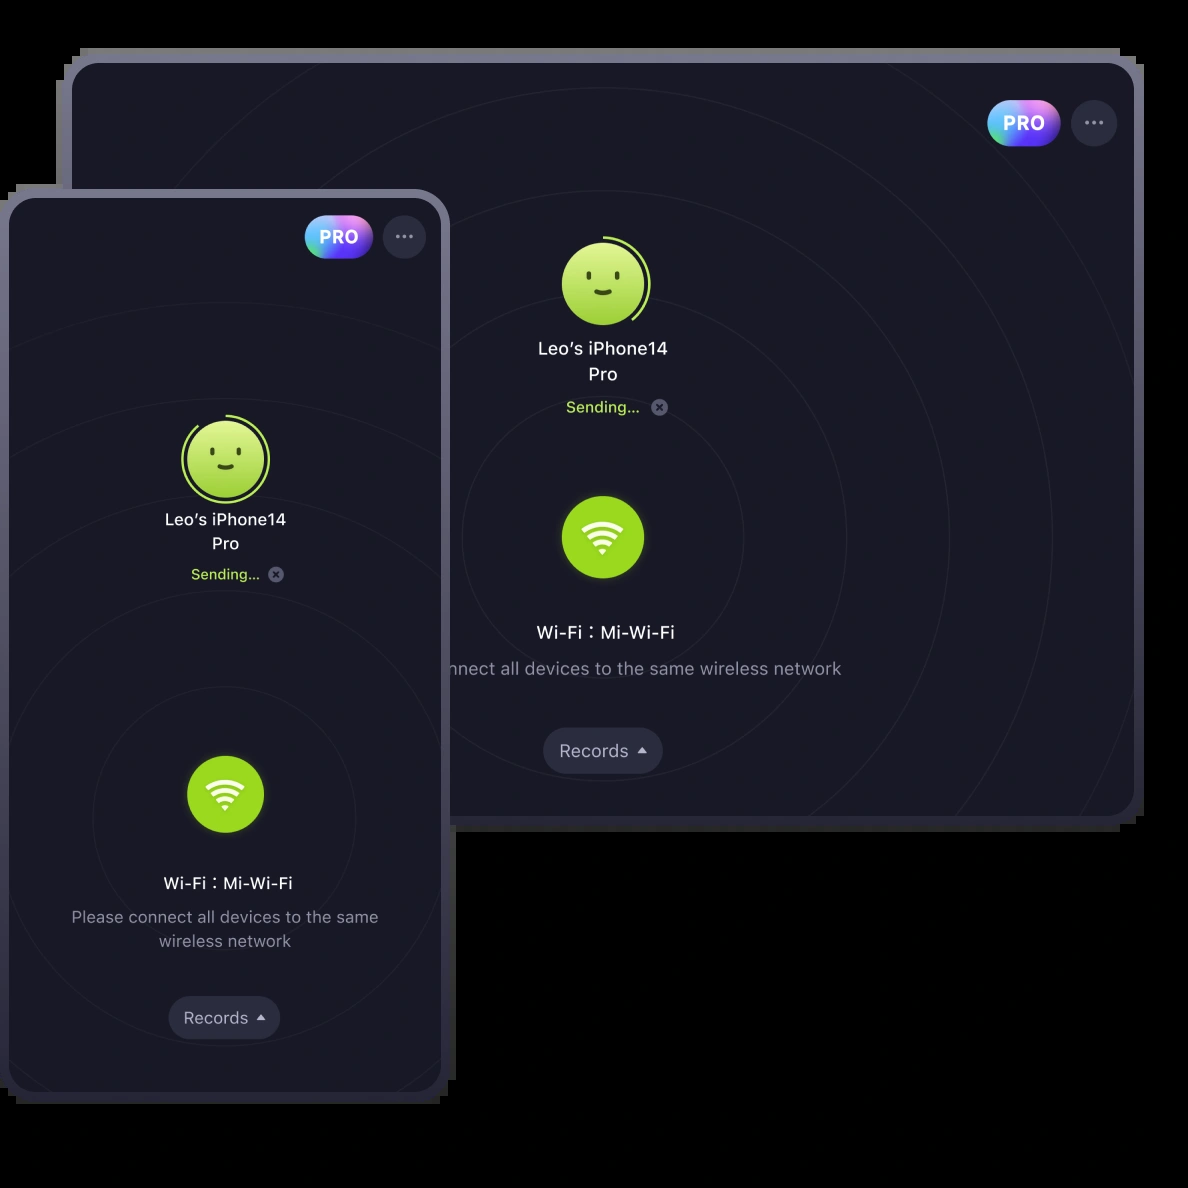 PRO
Leo’s iPhone14
Pro
Sending...
Wi-Fi：Mi-Wi-Fi
all devices to the same wireless network
Records
PRO
Leo’s iPhone14
Pro
Sending...
Wi-Fi：Mi-Wi-Fi
Please connect all devices to the same
wireless network
Records